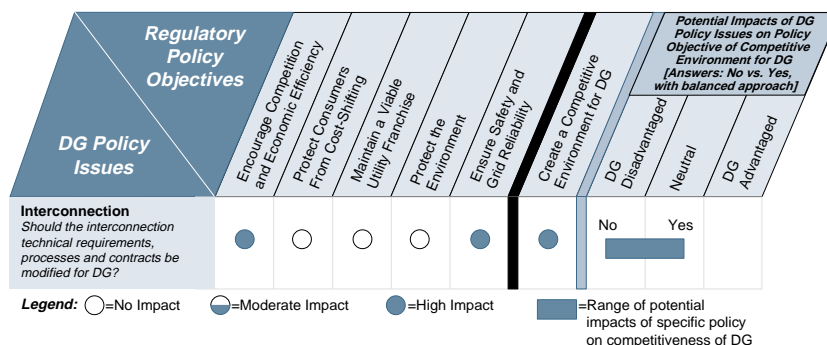 Regulatory
Policy
Objectives
DG Policy
Issues
Encourage Competition
and Economic Efficiency
Protect Consumers
From Cost-Shifting
Maintain a Viable
Utility Franchise
Protect the
Environment
Ensure Safety and
Grid Reliability
Create a Competitive
Environment for DG
Potential Impacts of DG
Policy Issues on Policy
Objective of Competitive
Environment for DG
[Answers: No vs. Yes,
with balanced approach]
DG
Disadvantaged
Neutral
DG
Advantaged
Interconnection
Should the interconnection
technical requirements,
processes and contracts be
modified for DG?
No Yes
Legend: =No Impact =Moderate Impact =High Impact =Range of potential
impacts of specific policy
on competitiveness of DG